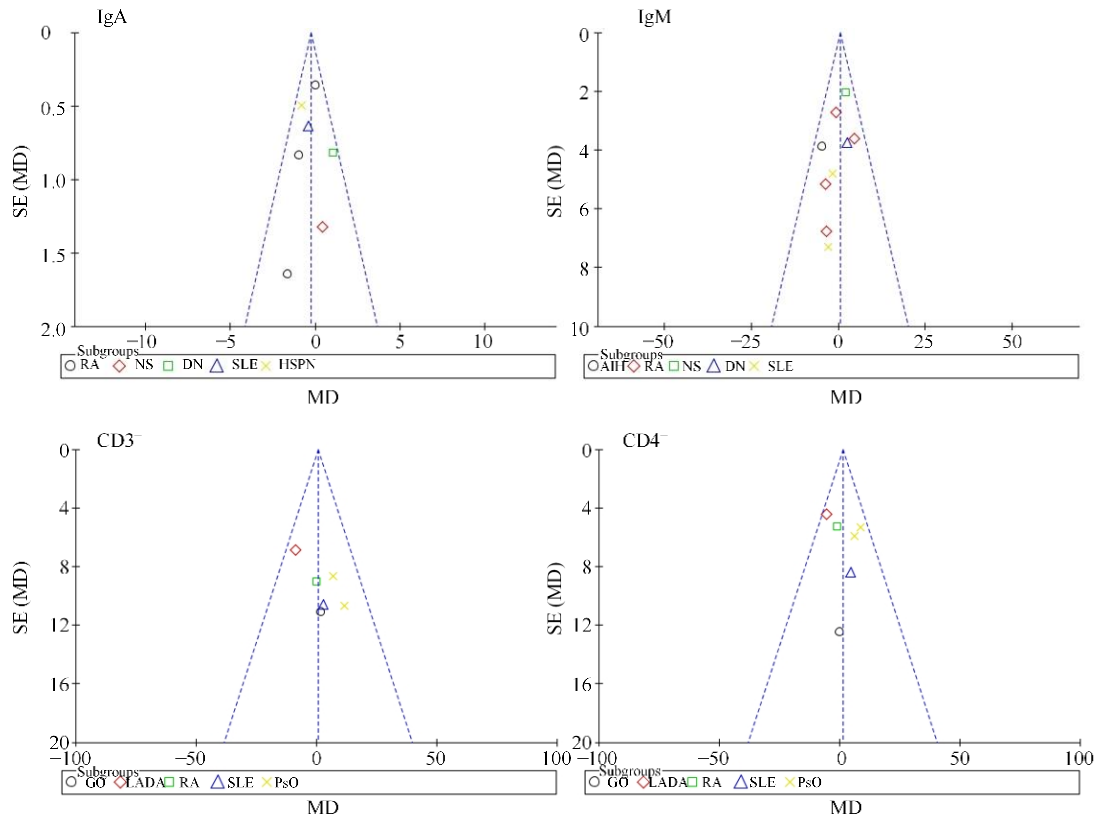 IgA
0
0.5
1.0
1.5
2.0
SE (MD)
−10
−5
0
5
10
Subgroups
RA NS DN SLE HSPN
MD
IgM
0
2
4
6
8
10
SE (MD)
−50
−25
0
25
50
Subgroups
AIH RA NS DN SLE
MD
CD3⁻
0
4
8
12
16
20
SE (MD)
−100
−50
0
50
100
Subgroups
GO LADA RA SLE PsO
MD
CD4⁻
0
4
8
12
16
20
SE (MD)
−100
−50
0
50
100
Subgroups
GO LADA RA SLE PsO
MD